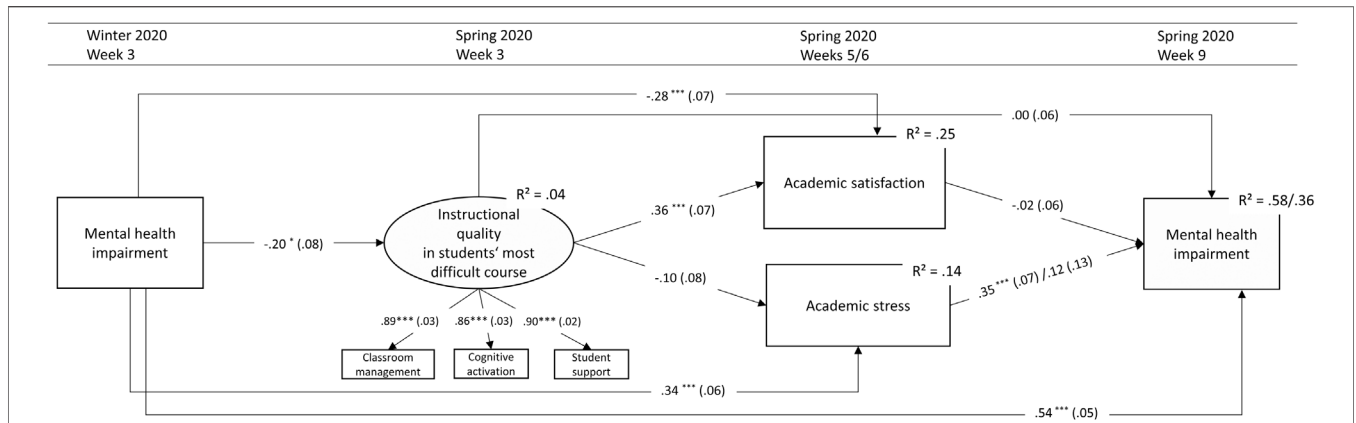 Winter 2020
Week 3
Spring 2020
Week 3
Spring 2020
Weeks 5/6
Spring 2020
Week 9
-.28 *** (.07)
.00 (.06)
R² = .25
Academic satisfaction
R² = .04
.36 *** (.07)
-.02 (.06)
R² = .58/.36
Mental health
impairment
-.20 * (.08)
Instructional
quality
in students‘ most
difficult course
Mental health
impairment
R² = .14
-.10 (.08)
.35 *** (.07) /.12 (.13)
Academic stress
.89*** (.03)
.86*** (.03)
.90*** (.02)
Classroom
management
Cognitive
activation
Student
support
.34 *** (.06)
.54 *** (.05)